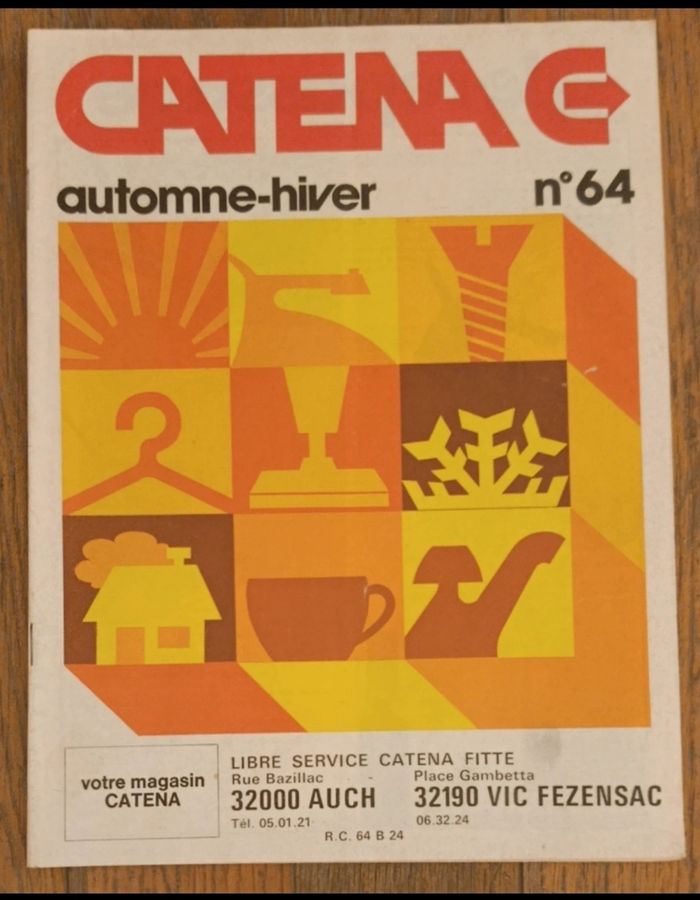 CATENA
automne-hiver n°64
votre magasin
CATENA
LIBRE SERVICE CATENA FITTE
Rue Bazillac - Place Gambetta
32000 AUCH 32190 VIC FEZENSAC
Tél. 05.01.21 06.32.24
R.C. 64 B 24